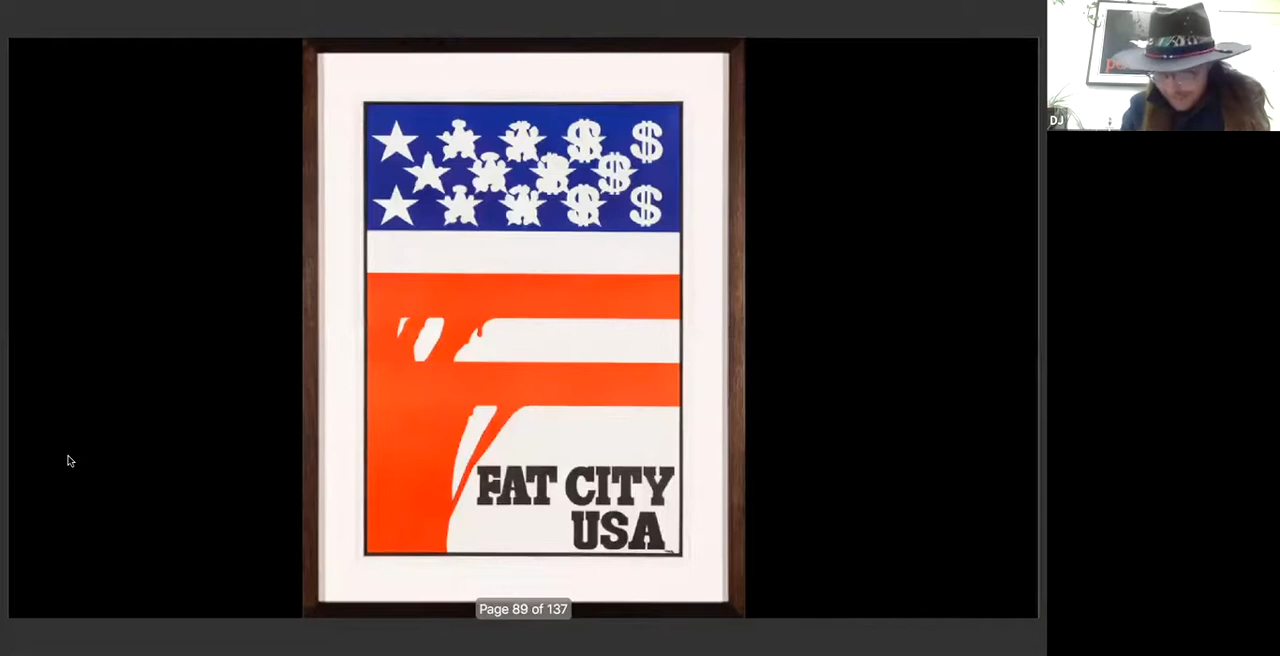 $ $
$
$ $
FAT CITY
USA
Page 89 of 137
DJ